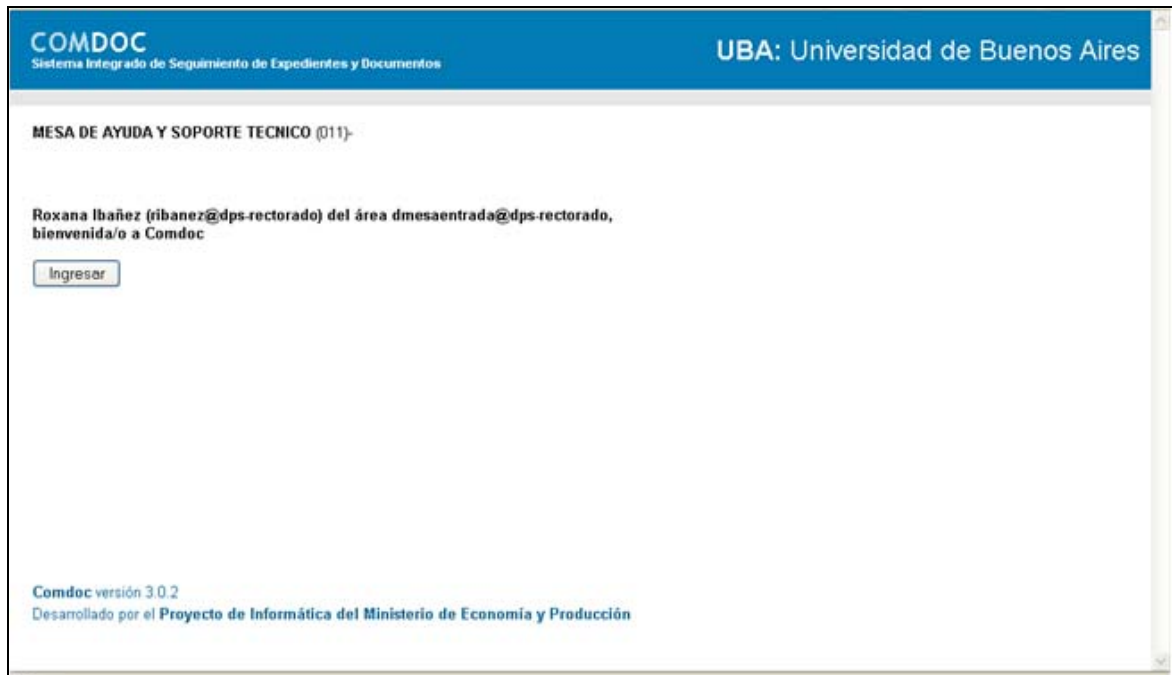 COMDOC
Sistema Integrado de Seguimiento de Expedientes y Documentos
UBA: Universidad de Buenos Aires
MESA DE AYUDA Y SOPORTE TECNICO (011)-
Roxana Ibañez (ribanez@dps-rectorado) del área dmesaentrada@dps-rectorado,
bienvenida/o a Comdoc
Ingresar
Comdoc versión 3.0.2
Desarrollado por el Proyecto de Informática del Ministerio de Economía y Producción